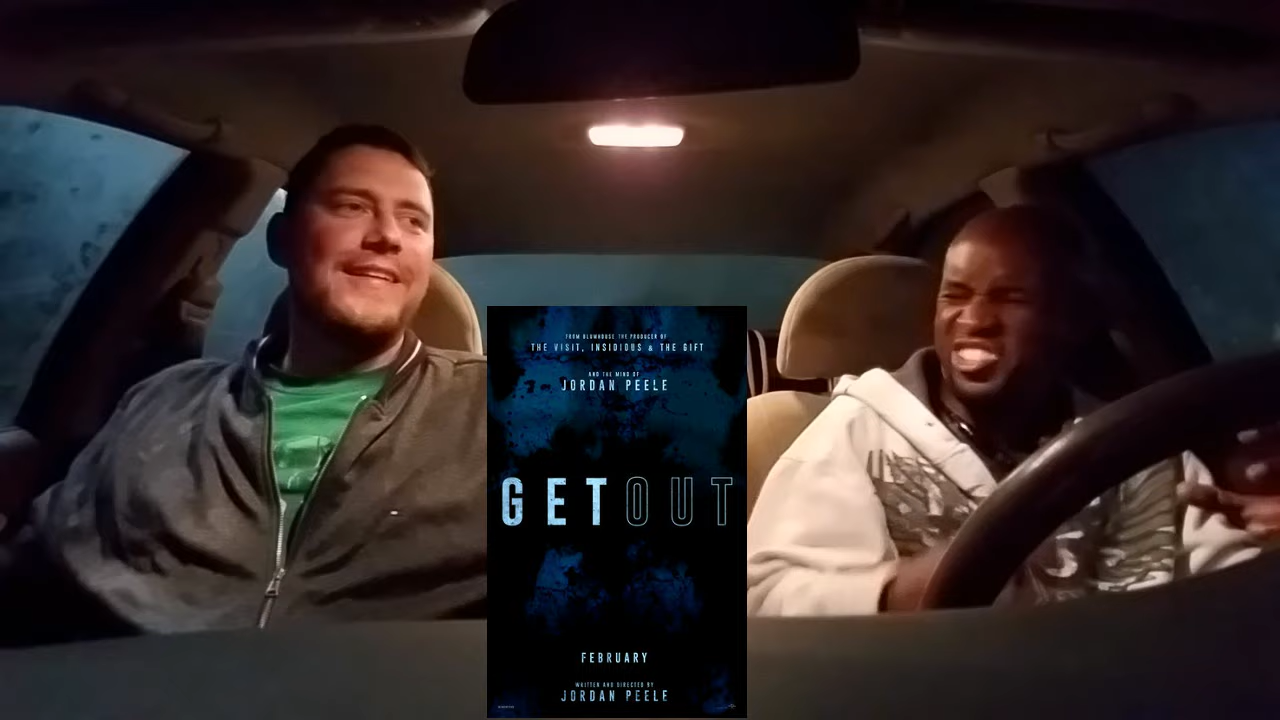 FROM BLUMHOUSE THE PRODUCER OF
THE VISIT, INSIDIOUS & THE GIFT
AND THE MIND OF
JORDAN PEELE
GET OUT
FEBRUARY
WRITTEN AND DIRECTED BY
JORDAN PEELE